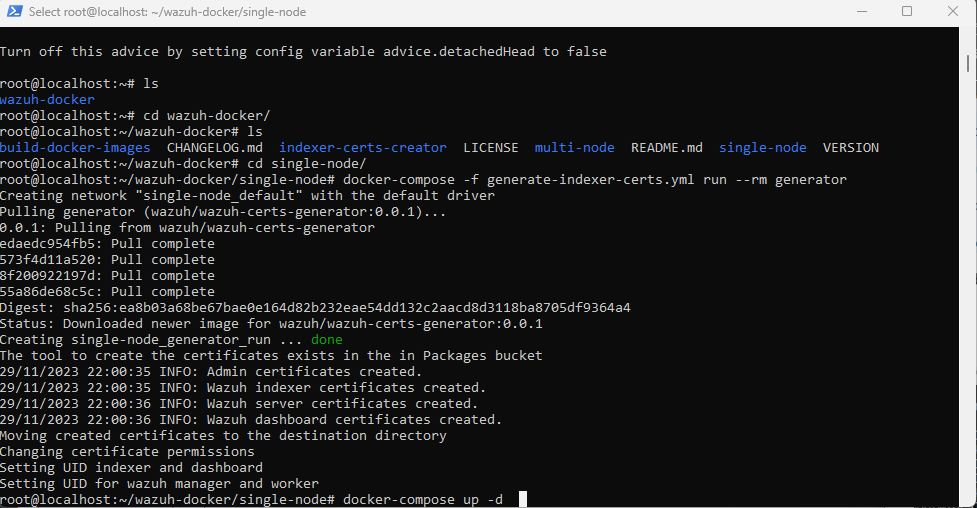 Select root@localhost: ~/wazuh-docker/single-node
Turn off this advice by setting config variable advice.detachedHead to false
root@localhost:~# ls
wazuh-docker
root@localhost:~# cd wazuh-docker/
root@localhost:~/wazuh-docker# ls
build-docker-images  CHANGELOG.md  indexer-certs-creator  LICENSE  multi-node  README.md  single-node  VERSION
root@localhost:~/wazuh-docker# cd single-node/
root@localhost:~/wazuh-docker/single-node# docker-compose -f generate-indexer-certs.yml run --rm generator
Creating network "single-node_default" with the default driver
Pulling generator (wazuh/wazuh-certs-generator:0.0.1)...
0.0.1: Pulling from wazuh/wazuh-certs-generator
edaedc954fb5: Pull complete
573f4d11a520: Pull complete
8f200922197d: Pull complete
55a86de68c5c: Pull complete
Digest: sha256:ea8b03a68be67bae0e164d82b232eae54dd132c2aacd8d3118ba8705df9364a4
Status: Downloaded newer image for wazuh/wazuh-certs-generator:0.0.1
Creating single-node_generator_run ... done
The tool to create the certificates exists in the in Packages bucket
29/11/2023 22:00:35 INFO: Admin certificates created.
29/11/2023 22:00:35 INFO: Wazuh indexer certificates created.
29/11/2023 22:00:36 INFO: Wazuh server certificates created.
29/11/2023 22:00:36 INFO: Wazuh dashboard certificates created.
Moving created certificates to the destination directory
Changing certificate permissions
Setting UID indexer and dashboard
Setting UID for wazuh manager and worker
root@localhost:~/wazuh-docker/single-node# docker-compose up -d